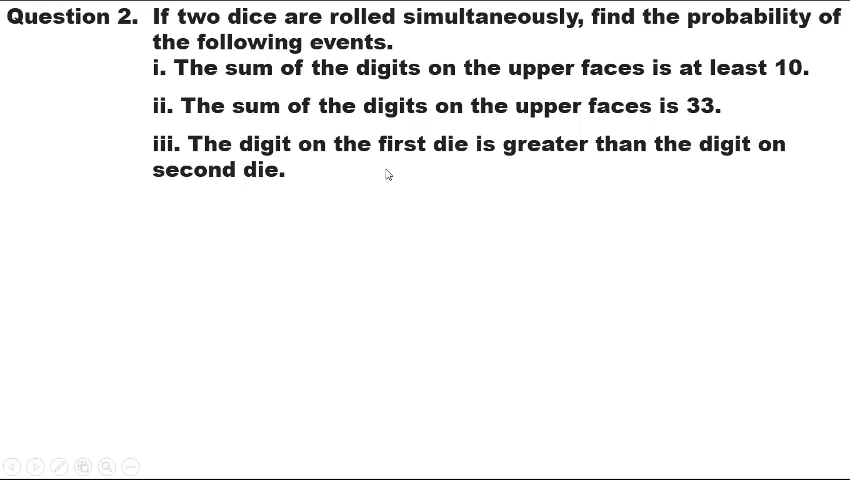 Question 2. If two dice are rolled simultaneously, find the probability of
the following events.
i. The sum of the digits on the upper faces is at least 10.
ii. The sum of the digits on the upper faces is 33.
iii. The digit on the first die is greater than the digit on
second die.